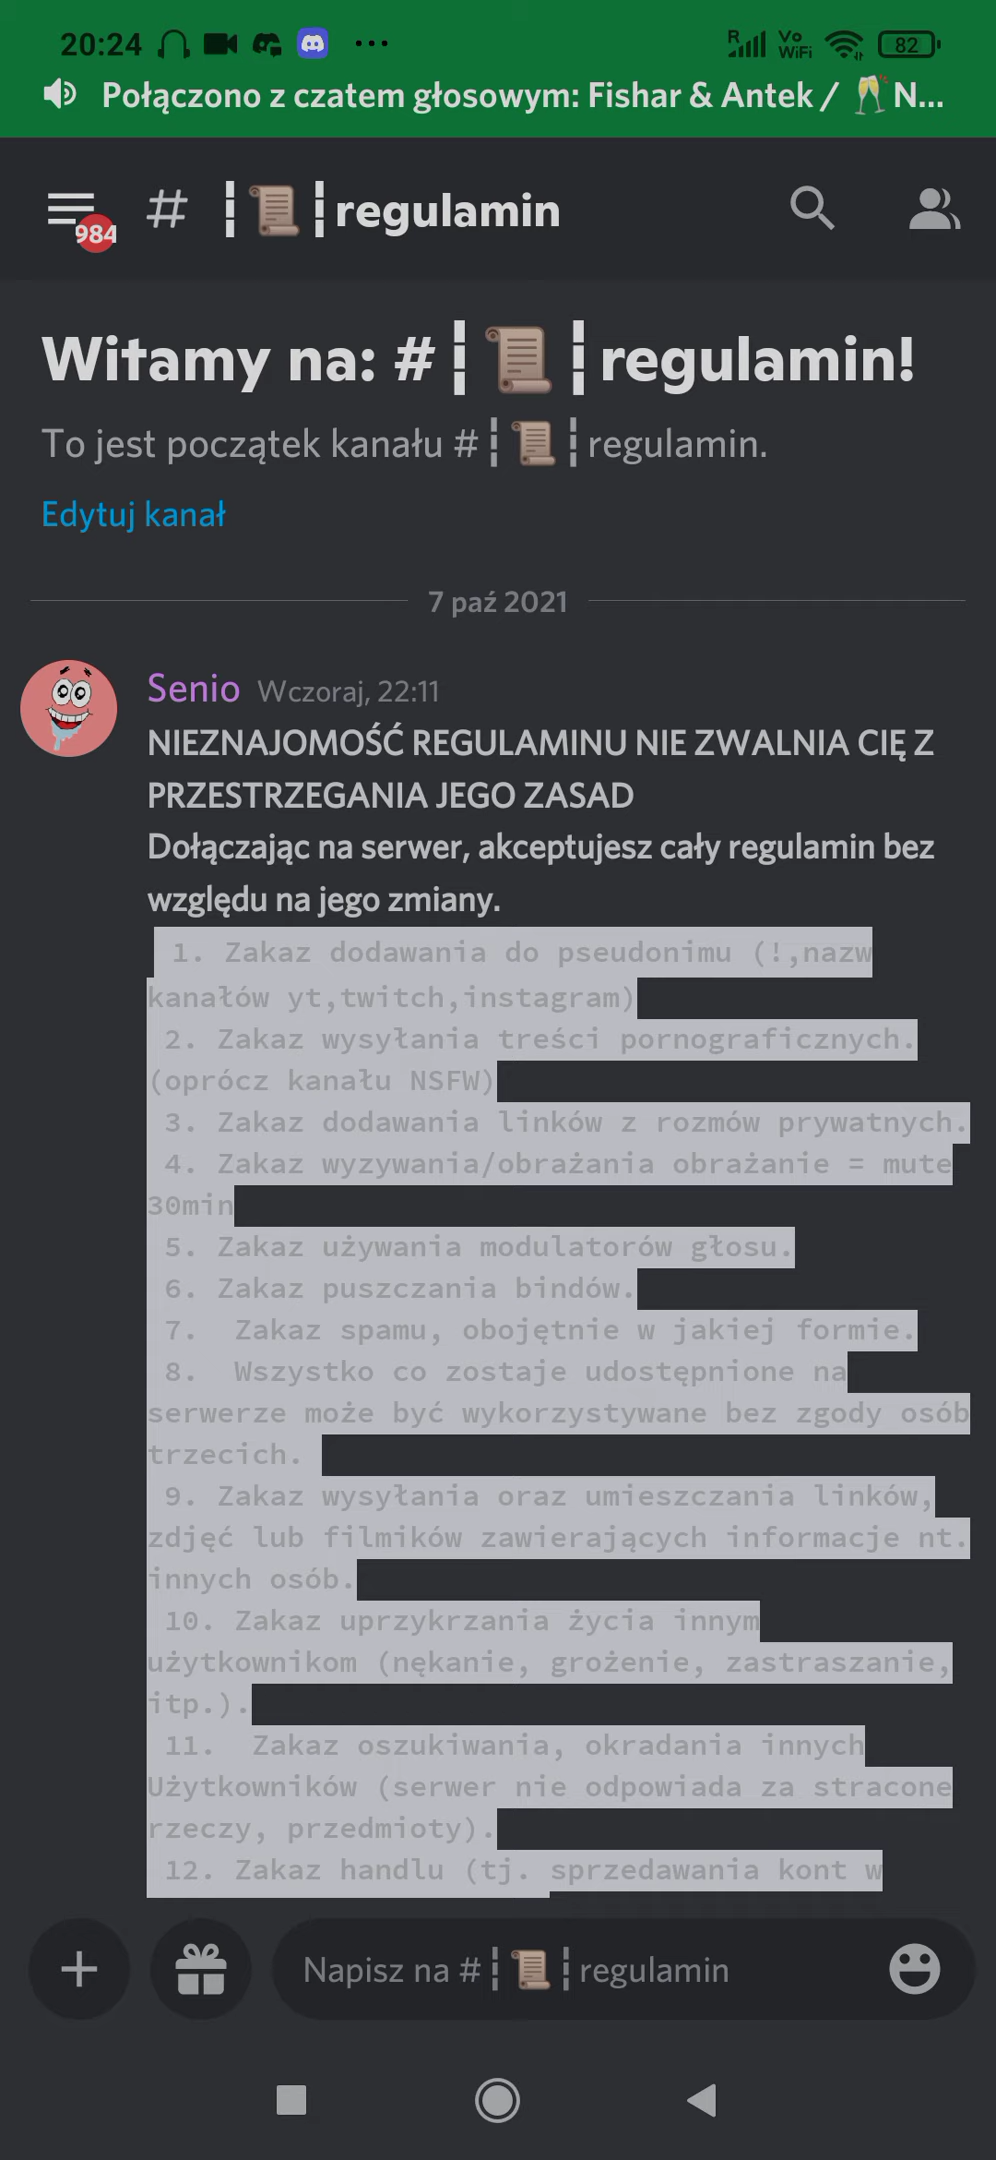 20:24
R Vo WiFi 82
Połączono z czatem głosowym: Fishar & Antek / 🥂N...
984 # ┇📜┇regulamin
Witamy na: #┇📜┇regulamin!
To jest początek kanału #┇📜┇regulamin.
Edytuj kanał
7 paź 2021
Senio Wczoraj, 22:11
NIEZNAJOMOŚĆ REGULAMINU NIE ZWALNIA CIĘ Z
PRZESTRZEGANIA JEGO ZASAD
Dołączając na serwer, akceptujesz cały regulamin bez
względu na jego zmiany.
1. Zakaz dodawania do pseudonimu (!,nazw
kanałów yt,twitch,instagram)
2. Zakaz wysyłania treści pornograficznych.
(oprócz kanału NSFW)
3. Zakaz dodawania linków z rozmów prywatnych.
4. Zakaz wyzywania/obrażania obrażanie = mute
30min
5. Zakaz używania modulatorów głosu.
6. Zakaz puszczania bindów.
7.  Zakaz spamu, obojętnie w jakiej formie.
8.  Wszystko co zostaje udostępnione na
serwerze może być wykorzystywane bez zgody osób
trzecich.
9. Zakaz wysyłania oraz umieszczania linków,
zdjęć lub filmików zawierających informacje nt.
innych osób.
10. Zakaz uprzykrzania życia innym
użytkownikom (nękanie, grożenie, zastraszanie,
itp.).
11.  Zakaz oszukiwania, okradania innych
Użytkowników (serwer nie odpowiada za stracone
rzeczy, przedmioty).
12. Zakaz handlu (tj. sprzedawania kont w
Napisz na #┇📜┇regulamin